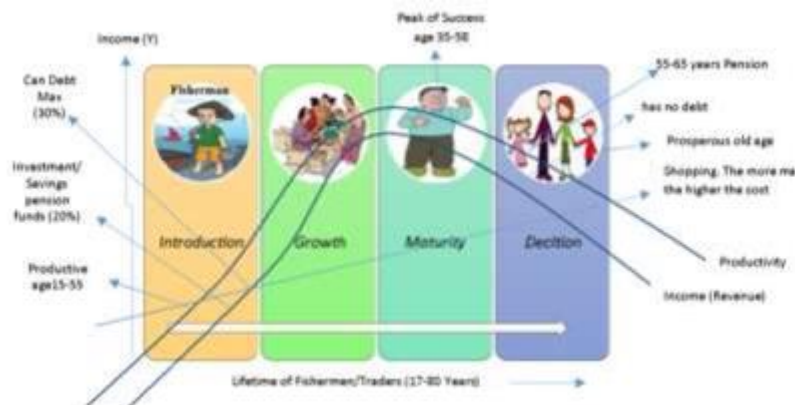 Peak of Success
age 35-58
Income (Y)
Can Debt
Max
(30%)
Investment/
Savings
pension
funds (20%)
Productive
age15-55
Fisherman
Introduction
Growth
Maturity
Decition
55-65 years Pension
has no debt
Prosperous old age
Shopping. The more ma
the higher the cost
Productivity
Income (Revenue)
Lifetime of Fishermen/Traders (17-80 Years)